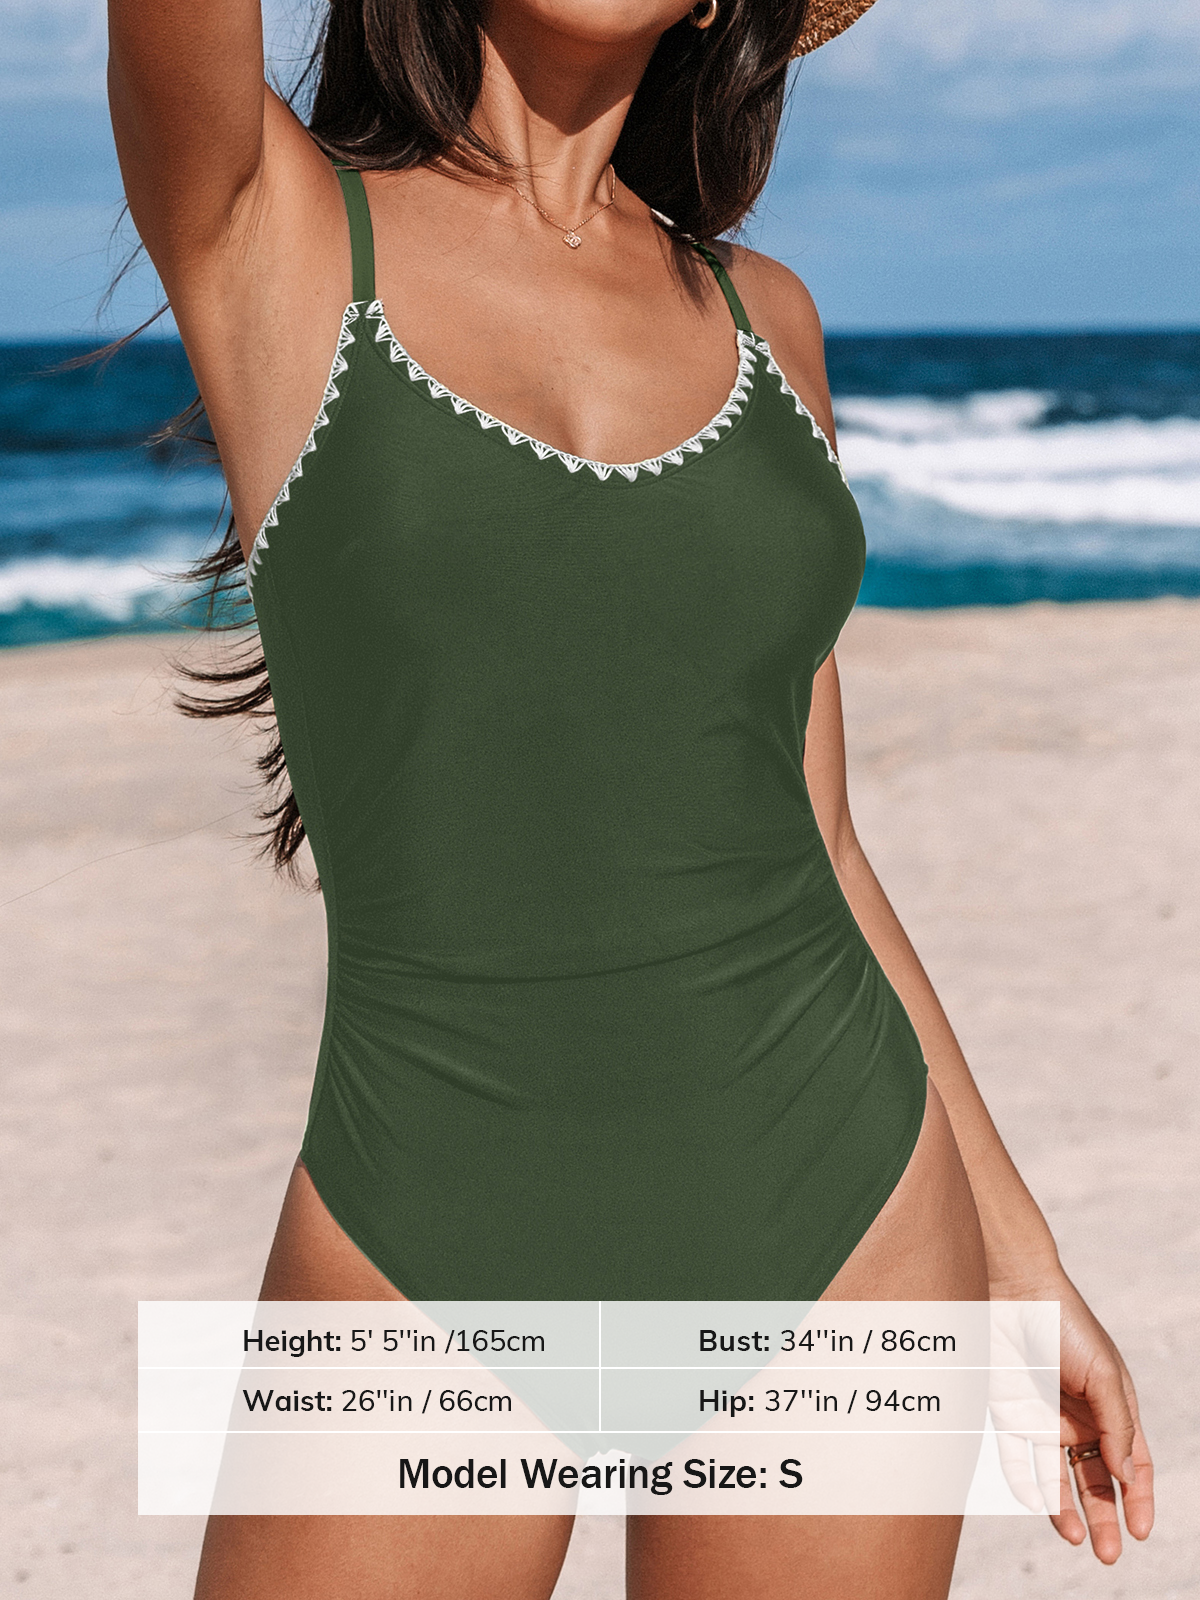 Height: 5' 5''in /165cm
Bust: 34''in / 86cm
Waist: 26''in / 66cm
Hip: 37''in / 94cm
Model Wearing Size: S